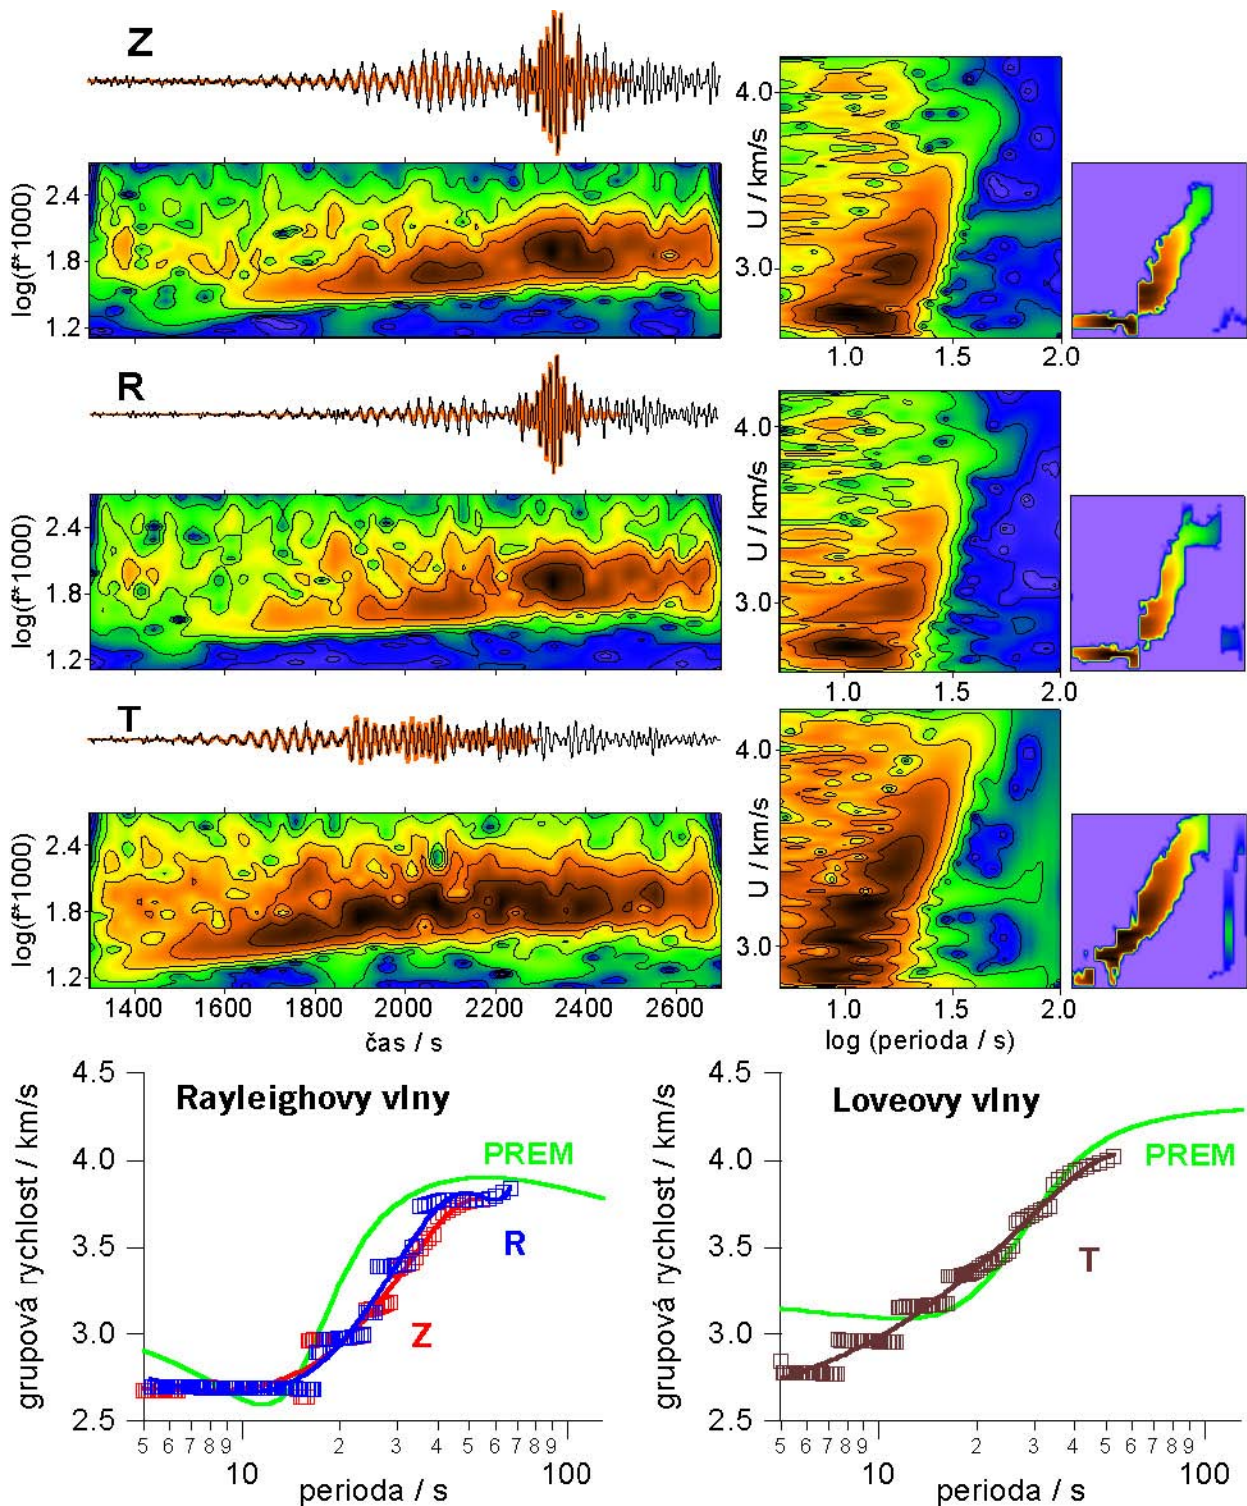 Z
log(f*1000)
2.4
1.8
1.2
U / km/s
4.0
3.0
1.0 1.5 2.0
R
log(f*1000)
2.4
1.8
1.2
U / km/s
4.0
3.0
1.0 1.5 2.0
T
log(f*1000)
2.4
1.8
1.2
1400 1600 1800 2000 2200 2400 2600
čas / s
U / km/s
4.0
3.0
1.0 1.5 2.0
log (perioda / s)
Rayleighovy vlny
grupová rychlost / km/s
4.5
4.0
3.5
3.0
2.5
PREM
R
Z
5 6 7 8 9 2 3 4 5 6 7 8 9
10 100
perioda / s
Loveovy vlny
grupová rychlost / km/s
4.5
4.0
3.5
3.0
2.5
PREM
T
5 6 7 8 9 2 3 4 5 6 7 8 9
10 100
perioda / s